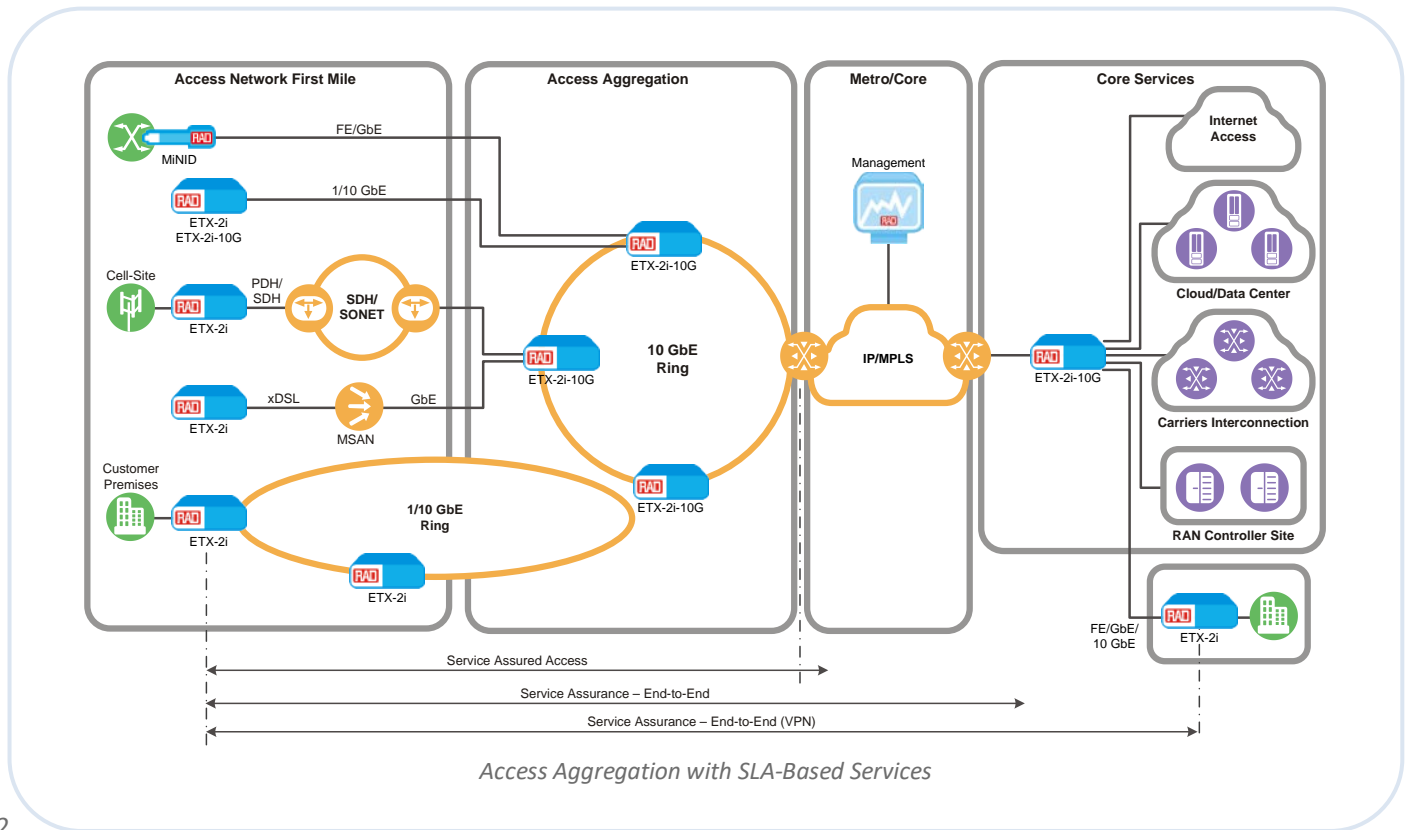 Access Network First Mile
Access Aggregation
Metro/Core
Core Services
FE/GbE
RAD
MiNID
1/10 GbE
RAD
ETX-2i
ETX-2i-10G
Cell-Site
PDH/
SDH
RAD
ETX-2i
SDH/
SONET
xDSL
RAD
ETX-2i
MSAN
GbE
Customer
Premises
RAD
ETX-2i
1/10 GbE
Ring
RAD
ETX-2i
RAD
ETX-2i-10G
RAD
ETX-2i-10G
10 GbE
Ring
RAD
ETX-2i-10G
Management
RAD
IP/MPLS
RAD
ETX-2i-10G
Internet
Access
Cloud/Data Center
Carriers Interconnection
RAN Controller Site
FE/GbE/
10 GbE
RAD
ETX-2i
Service Assured Access
Service Assurance – End-to-End
Service Assurance – End-to-End (VPN)
Access Aggregation with SLA-Based Services
2